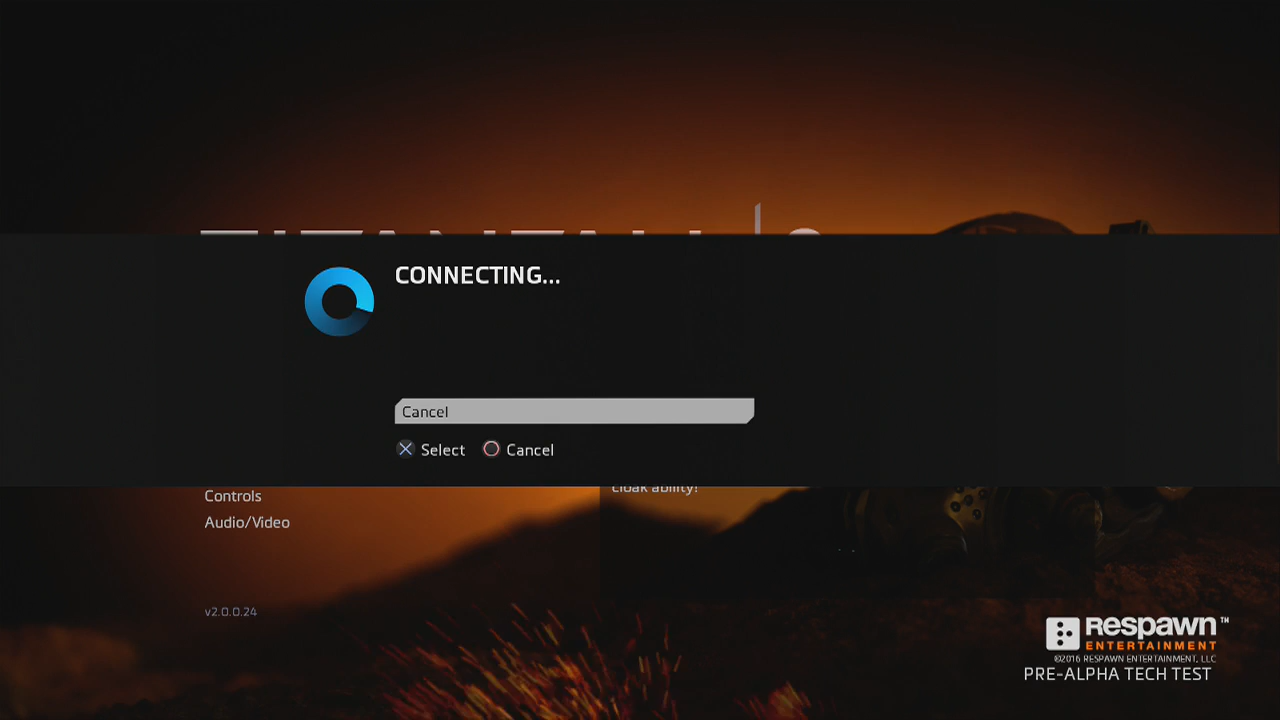 CONNECTING...
Cancel
Select Cancel
cloak ability!
Controls
Audio/Video
v2.0.0.24
Respawn™
ENTERTAINMENT
©2016 RESPAWN ENTERTAINMENT, LLC
PRE-ALPHA TECH TEST